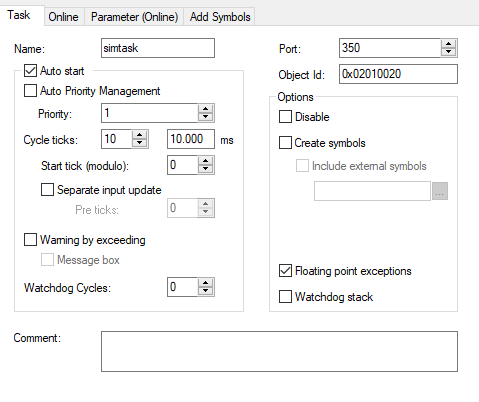 Task Online Parameter (Online) Add Symbols
Name: simtask
Port: 350
Auto start
Object Id: 0x02010020
Auto Priority Management
Options
Priority: 1
Disable
Cycle ticks: 10 10.000 ms
Create symbols
Start tick (modulo): 0
Include external symbols
Separate input update
...
Pre ticks: 0
Warning by exceeding
Message box
Floating point exceptions
Watchdog Cycles: 0
Watchdog stack
Comment: